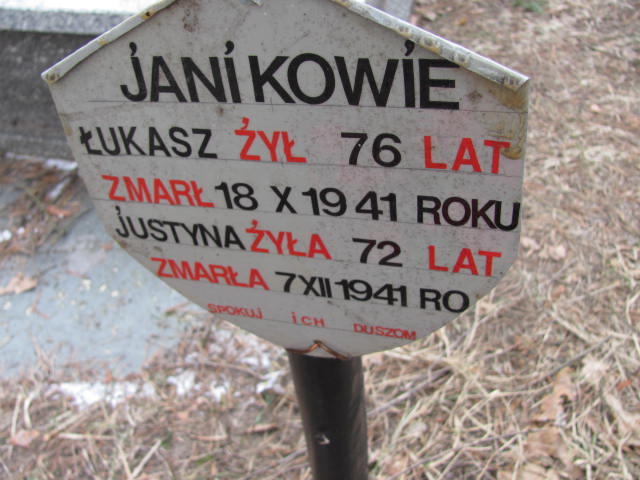 JANiKOWiE
ŁUKASZ ŻYŁ 76 LAT
ZMARŁ 18 X 1941 ROKU
JUSTYNA ŻYŁA 72 LAT
ZMARŁA 7 XII 1941 RO
SPOKUJ iCH DUSZOM